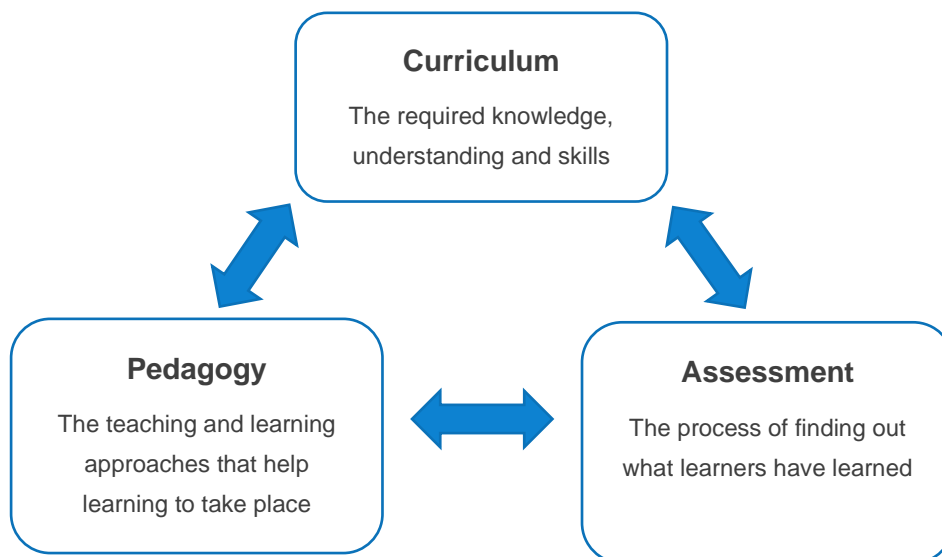 Curriculum
The required knowledge,
understanding and skills
Pedagogy
The teaching and learning
approaches that help
learning to take place
Assessment
The process of finding out
what learners have learned